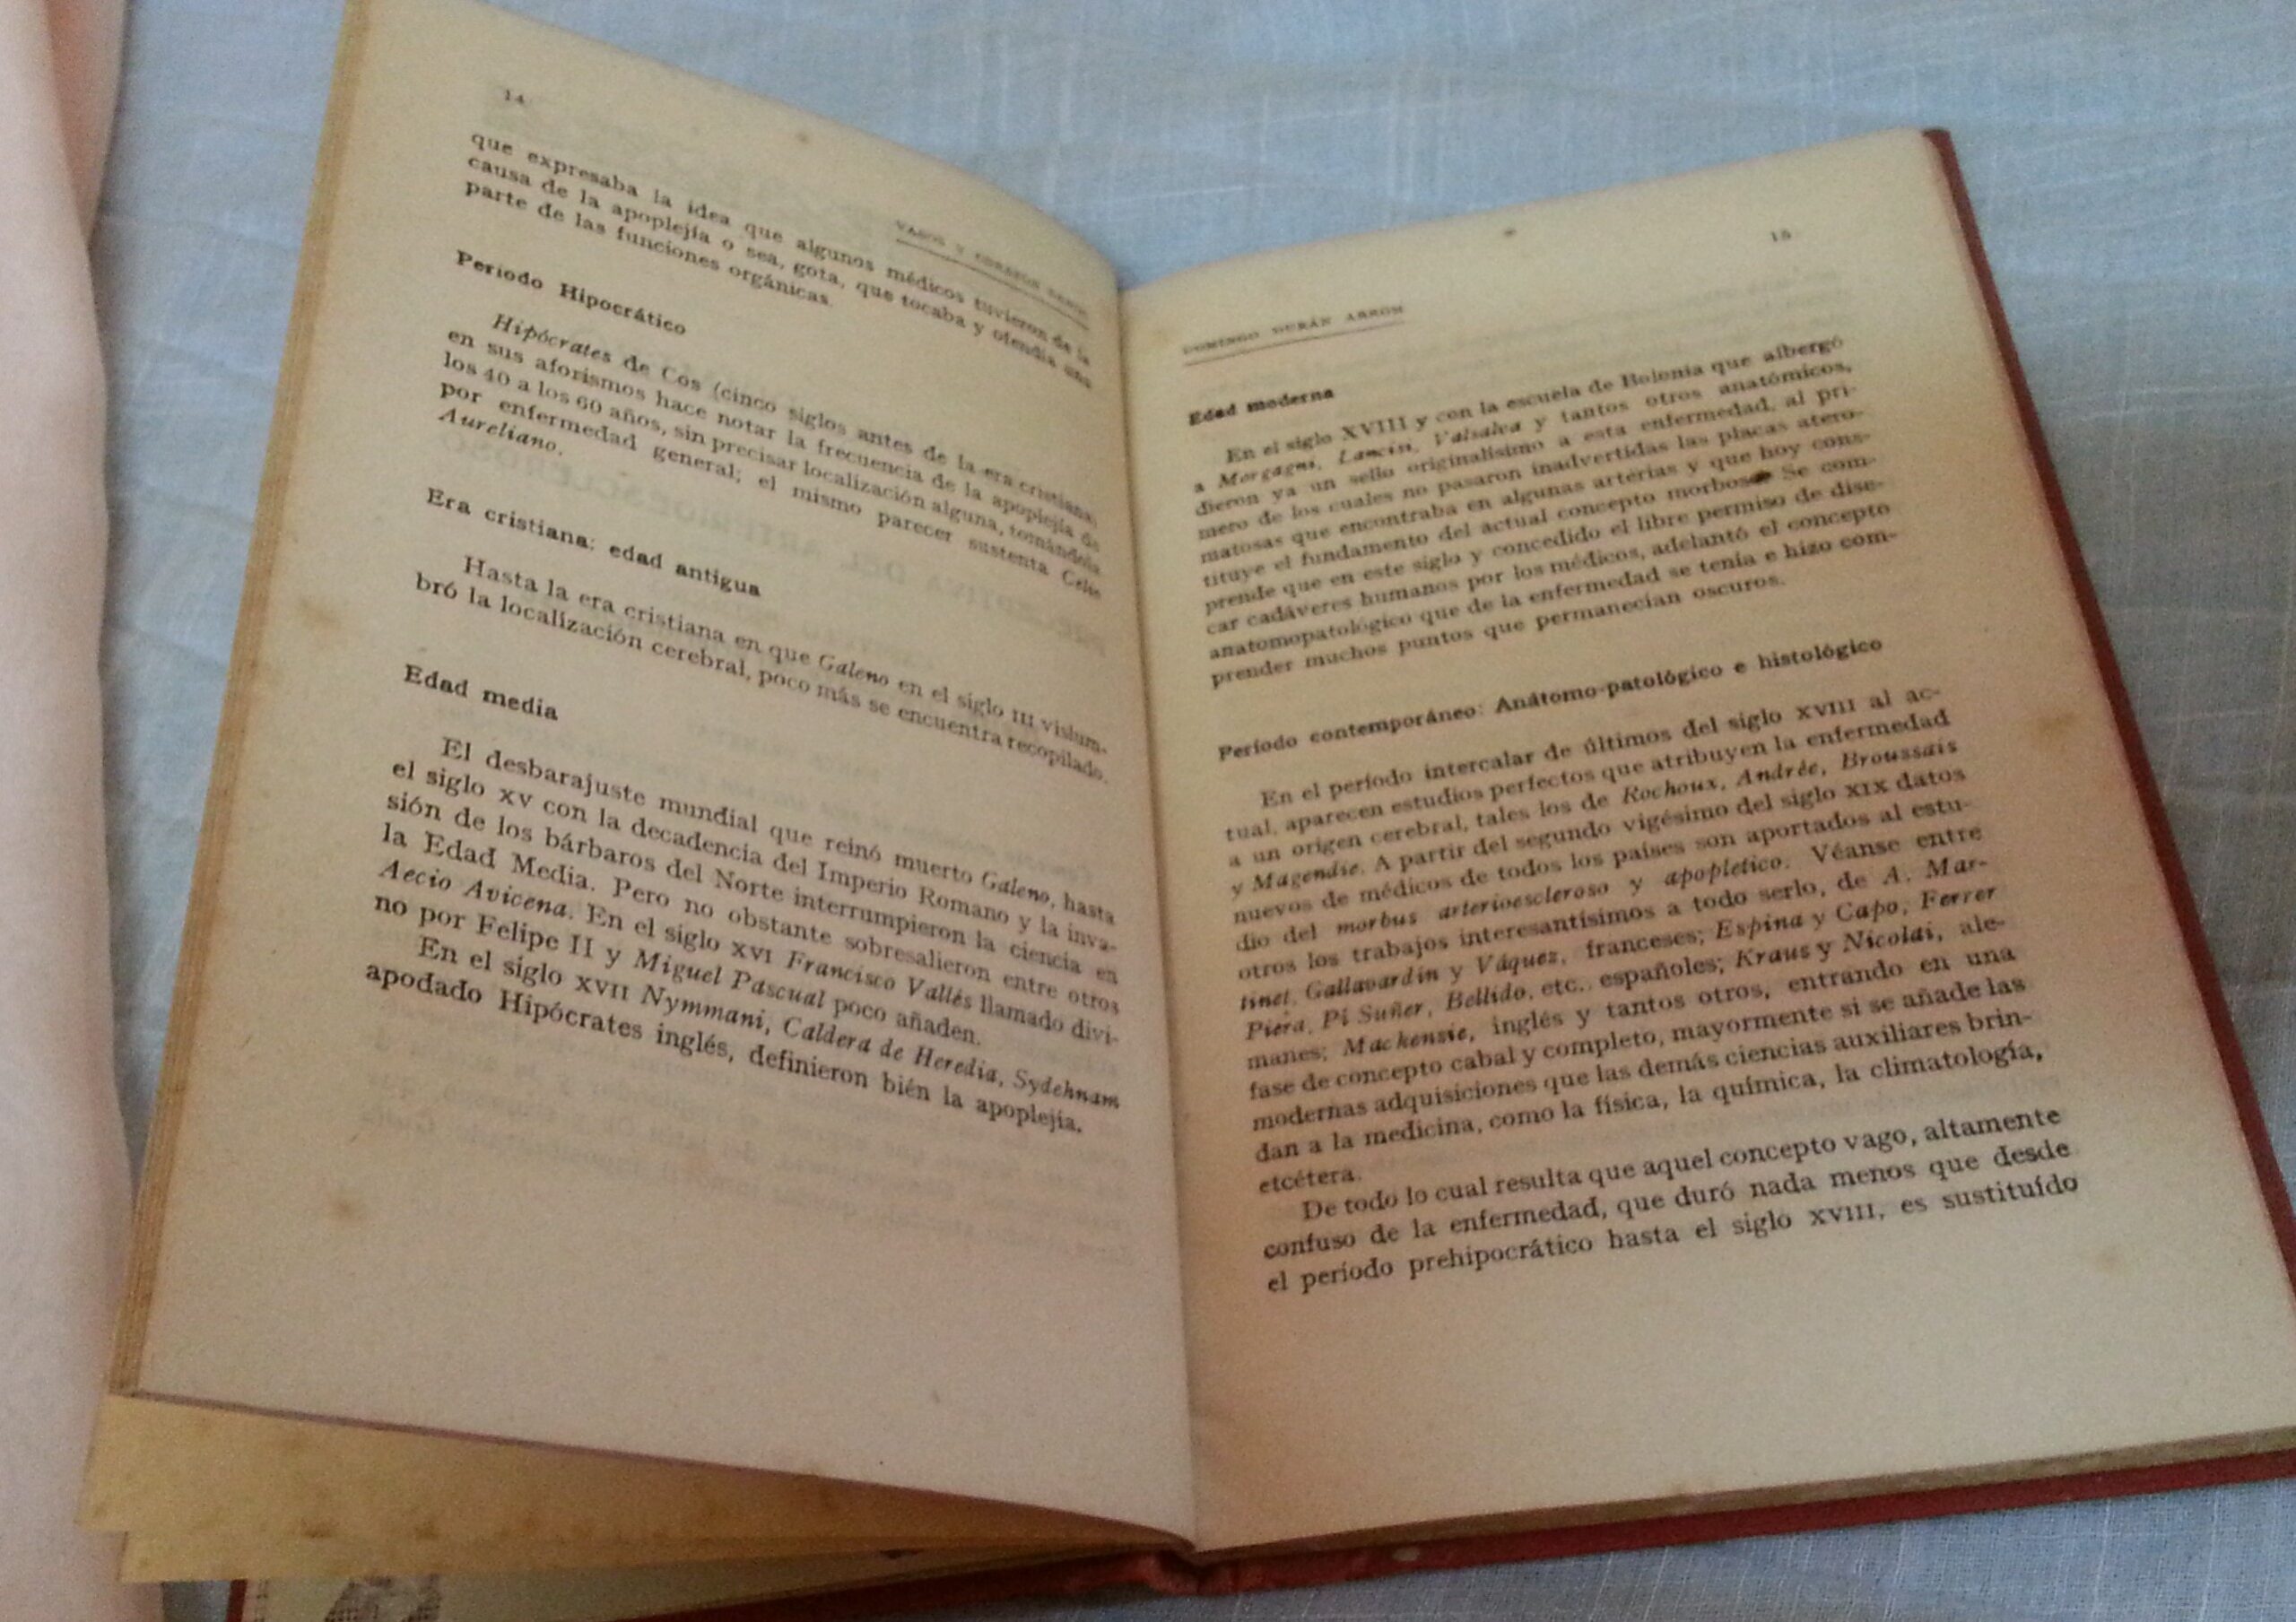 14
VASOS Y CORAZÓN
que expresaba la idea que algunos médicos tuvieron de la
causa de la apoplejía o sea, gota, que tocaba y ofendía una
parte de las funciones orgánicas.
Período Hipocrático
Hipócrates de Cos (cinco siglos antes de la era cristiana)
en sus aforismos hace notar la frecuencia de la apoplejía de
los 40 a los 60 años, sin precisar localización alguna, tomándola
por enfermedad general; el mismo parecer sustenta Celso
Aureliano.
Era cristiana: edad antigua
Hasta la era cristiana en que Galeno en el siglo III vislum-
bró la localización cerebral, poco más se encuentra recopilado.
Edad media
El desbarajuste mundial que reinó muerto Galeno, hasta
el siglo XV con la decadencia del Imperio Romano y la inva-
sión de los bárbaros del Norte interrumpieron la ciencia en
la Edad Media. Pero no obstante sobresalieron entre otros
Aecio Avicena. En el siglo XVI Francisco Vallés llamado divi-
no por Felipe II y Miguel Pascual poco añaden.
En el siglo XVII Nymmani, Caldera de Heredia, Sydehnam
apodado Hipócrates inglés, definieron bién la apoplejía.
15
DOMINGO DURÁN ARROM
Edad moderna
En el siglo XVIII y con la escuela de Bolonia que albergó
a Morgagni, Lancisi, Valsalva y tantos otros anatómicos,
dieron ya un sello originalísimo a esta enfermedad, al pri-
mero de los cuales no pasaron inadvertidas las placas atero-
matosas que encontraba en algunas arterias y que hoy cons-
tituye el fundamento del actual concepto morboso. Se com-
prende que en este siglo y concedido el libre permiso de dise-
car cadáveres humanos por los médicos, adelantó el concepto
anatomopatológico que de la enfermedad se tenía e hizo com-
prender muchos puntos que permanecían oscuros.
Período contemporáneo: Anátomo-patológico e histológico
En el período intercalar de últimos del siglo XVIII al ac-
tual, aparecen estudios perfectos que atribuyen la enfermedad
a un origen cerebral, tales los de Rochoux, Andrée, Broussais
y Magendie. A partir del segundo vigésimo del siglo XIX datos
nuevos de médicos de todos los países son aportados al estu-
dio del morbus arterioescleroso y apoplético. Véanse entre
otros los trabajos interesantísimos a todo serlo, de A. Mar-
tinet, Gallavardin y Váquez, franceses; Espina y Capo, Ferrer
Piera, Pi Suñer, Bellido, etc., españoles; Kraus y Nicolai, ale-
manes; Mackensie, inglés y tantos otros, entrando en una
fase de concepto cabal y completo, mayormente si se añade las
modernas adquisiciones que las demás ciencias auxiliares brin-
dan a la medicina, como la física, la química, la climatología,
etcétera.
De todo lo cual resulta que aquel concepto vago, altamente
confuso de la enfermedad, que duró nada menos que desde
el período prehipocrático hasta el siglo XVIII, es sustituído